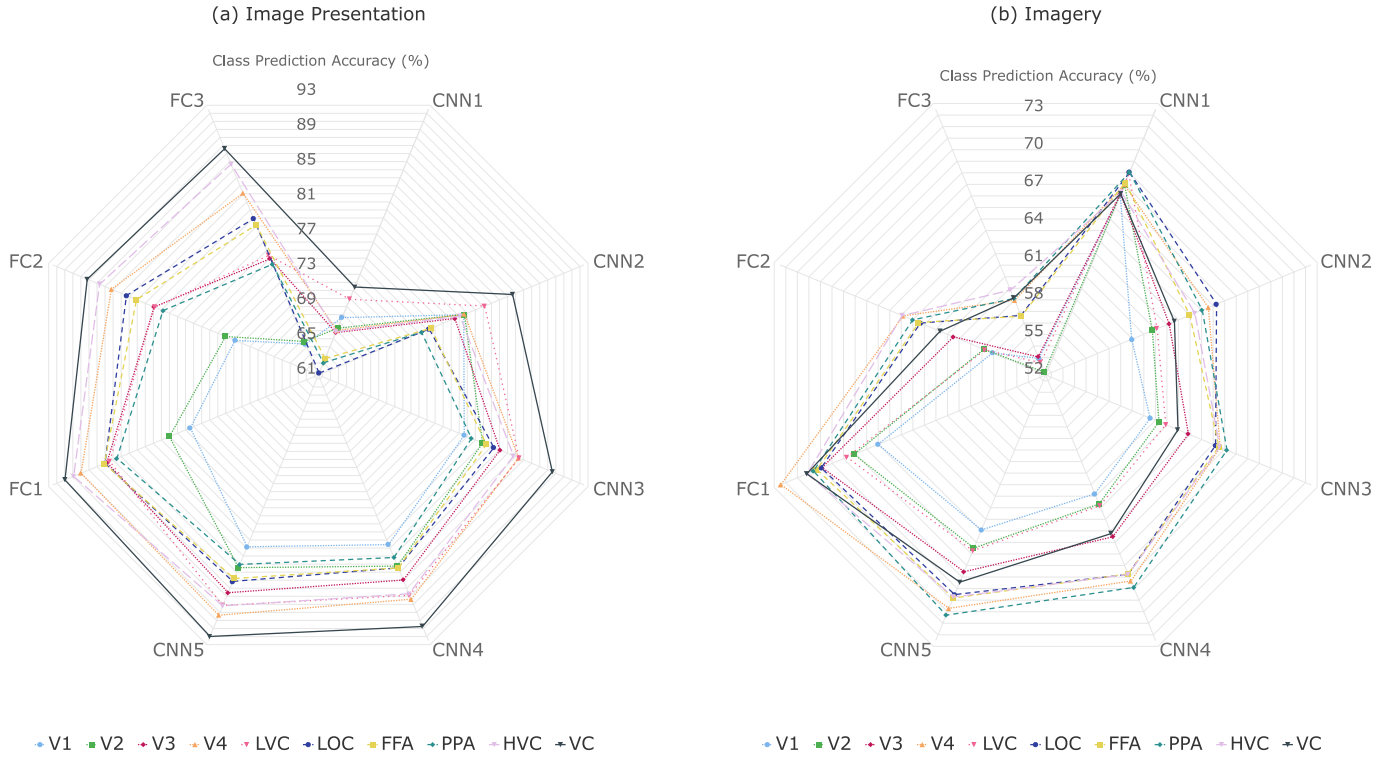 (a) Image Presentation
(b) Imagery
Class Prediction Accuracy (%)
93
89
85
81
77
73
69
65
61
FC3
CNN1
FC2
CNN2
FC1
CNN3
CNN5
CNN4
Class Prediction Accuracy (%)
73
70
67
64
61
58
55
52
FC3
CNN1
FC2
CNN2
FC1
CNN3
CNN5
CNN4
V1 V2 V3 V4 LVC LOC FFA PPA HVC VC
V1 V2 V3 V4 LVC LOC FFA PPA HVC VC